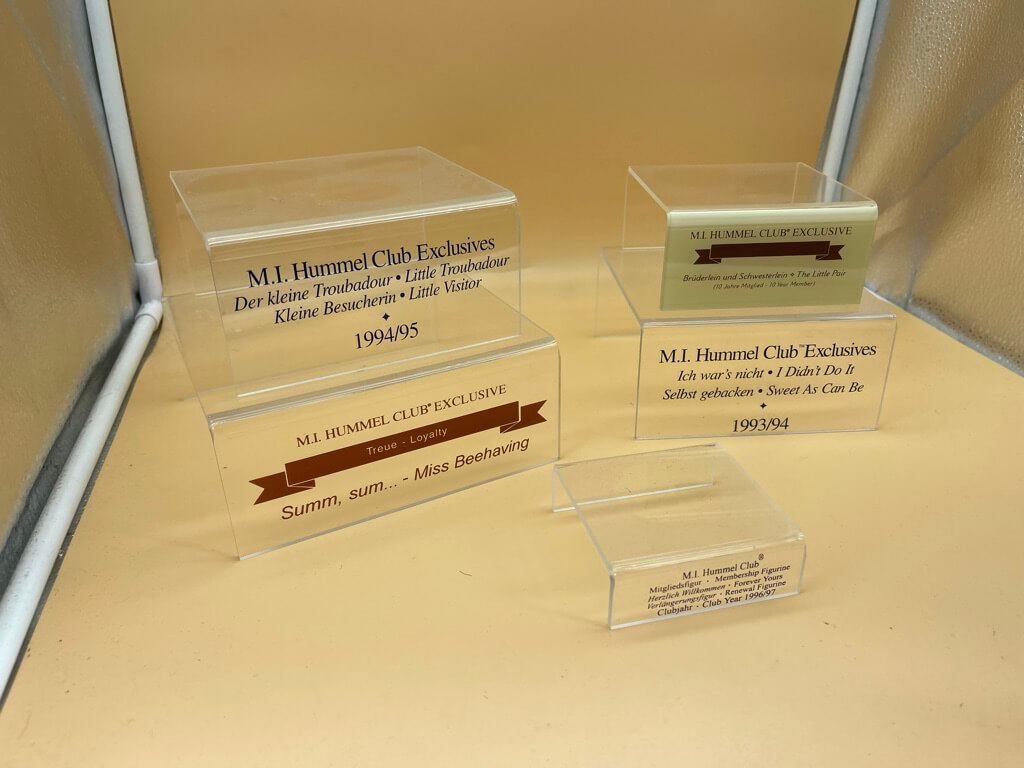 M.I. Hummel Club Exclusives
Der kleine Troubadour • Little Troubadour
Kleine Besucherin • Little Visitor
✦
1994/95
M.I. HUMMEL CLUB® EXCLUSIVE
Treue - Loyalty
Summ, sum... - Miss Beehaving
M.I. HUMMEL CLUB® EXCLUSIVE
Brüderlein und Schwesterlein ✦ The Little Pair
(10 Jahre Mitglied - 10 Year Member)
M.I. Hummel Club™ Exclusives
Ich war's nicht • I Didn't Do It
Selbst gebacken • Sweet As Can Be
✦
1993/94
M.I. Hummel Club®
Mitgliedsfigur · Membership Figurine
Herzlich Willkommen · Forever Yours
Verlängerungsfigur · Renewal Figurine
Clubjahr · Club Year 1996/97